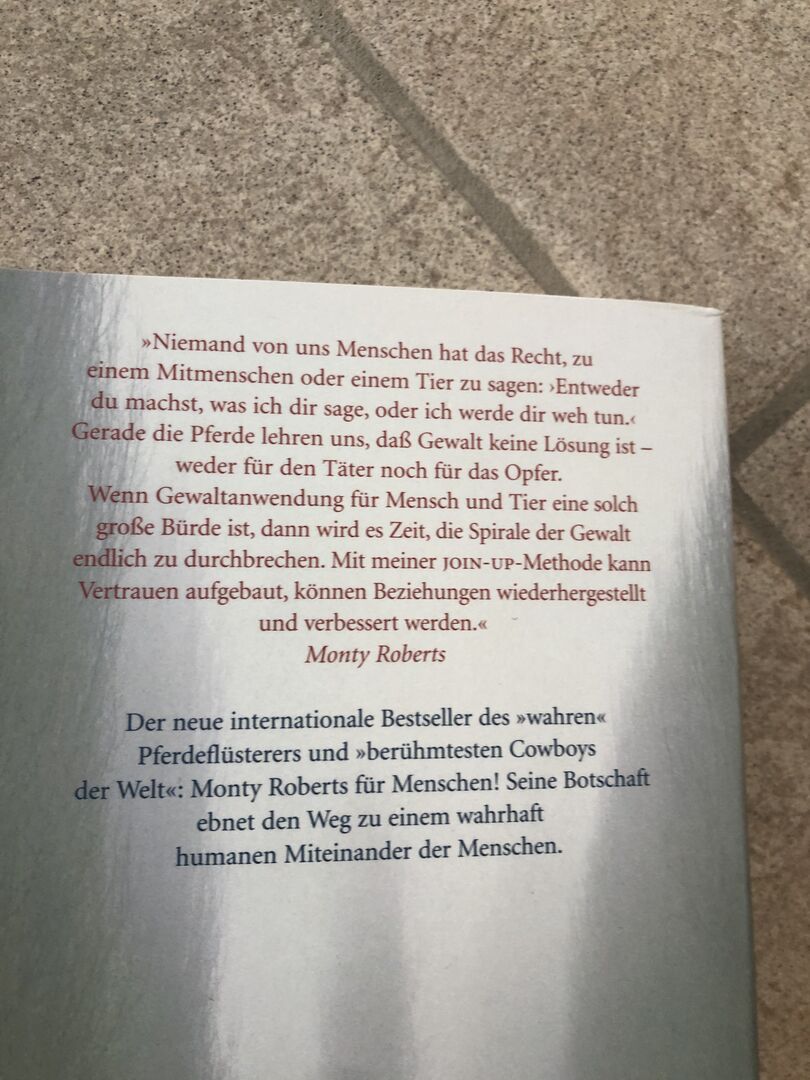 »Niemand von uns Menschen hat das Recht, zu
einem Mitmenschen oder einem Tier zu sagen: ›Entweder
du machst, was ich dir sage, oder ich werde dir weh tun.‹
Gerade die Pferde lehren uns, daß Gewalt keine Lösung ist –
weder für den Täter noch für das Opfer.
Wenn Gewaltanwendung für Mensch und Tier eine solch
große Bürde ist, dann wird es Zeit, die Spirale der Gewalt
endlich zu durchbrechen. Mit meiner JOIN-UP-Methode kann
Vertrauen aufgebaut, können Beziehungen wiederhergestellt
und verbessert werden.«
Monty Roberts
Der neue internationale Bestseller des »wahren«
Pferdeflüsterers und »berühmtesten Cowboys
der Welt«: Monty Roberts für Menschen! Seine Botschaft
ebnet den Weg zu einem wahrhaft
humanen Miteinander der Menschen.